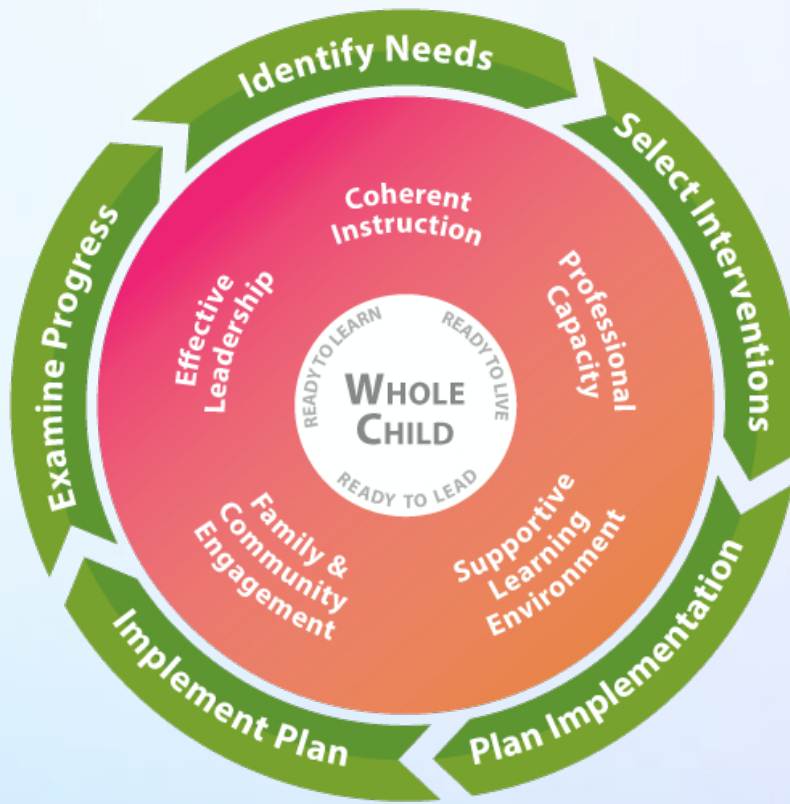 Identify Needs
Select Interventions
Plan Implementation
Implement Plan
Examine Progress
Coherent
Instruction
Professional
Capacity
Supportive
Learning
Environment
Family &
Community
Engagement
Effective
Leadership
READY TO LEARN
READY TO LIVE
READY TO LEAD
WHOLE
CHILD